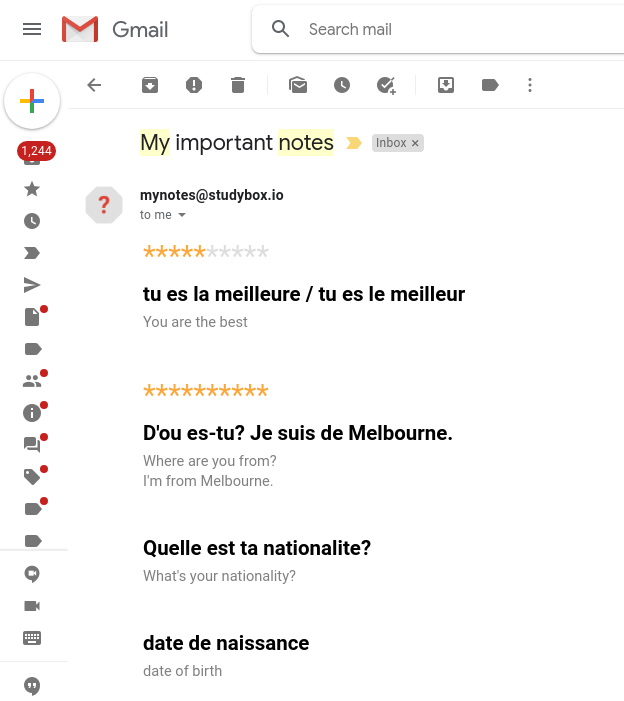 Gmail
Search mail
1,244
My important notes
Inbox ×
?
mynotes@studybox.io
to me
**********
tu es la meilleure / tu es le meilleur
You are the best
**********
D'ou es-tu? Je suis de Melbourne.
Where are you from?
I'm from Melbourne.
Quelle est ta nationalite?
What's your nationality?
date de naissance
date of birth